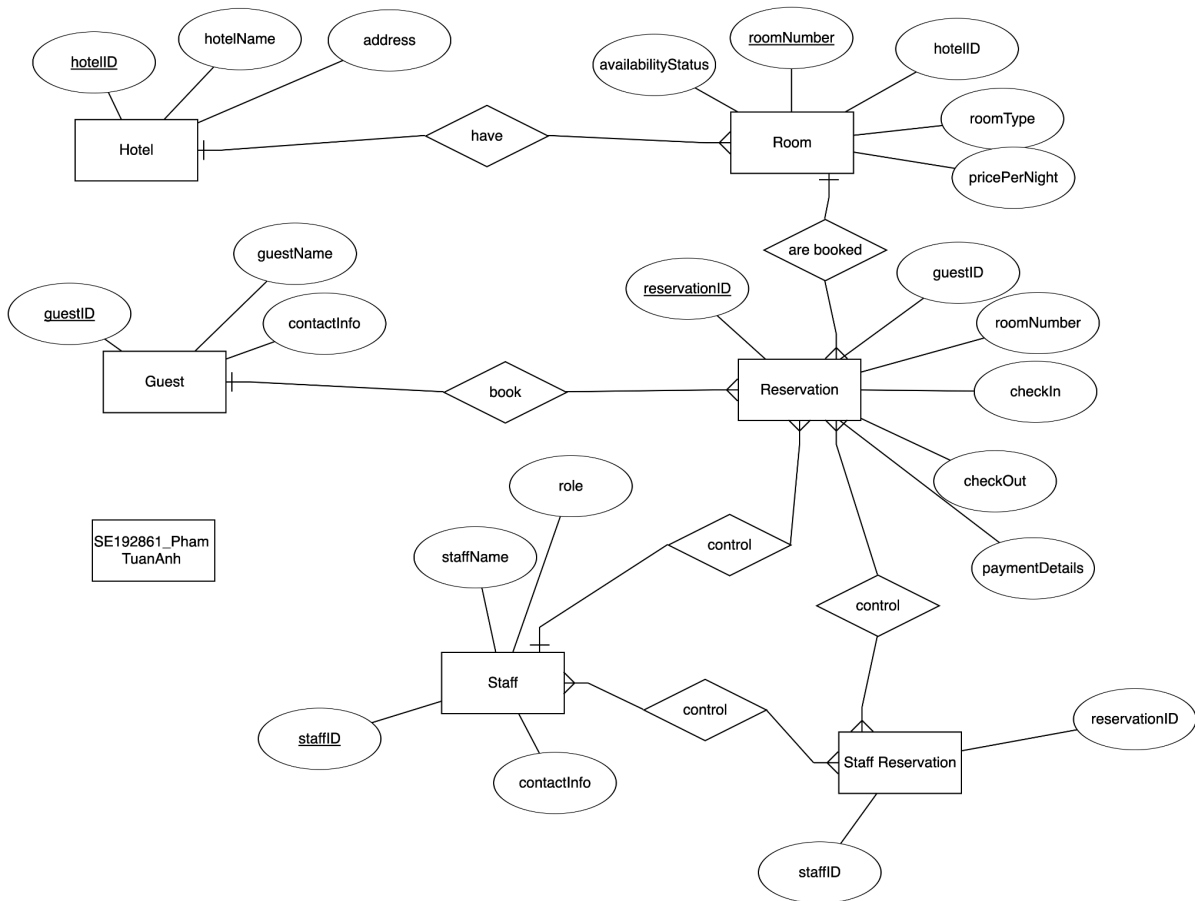 hotelID
hotelName
address
Hotel
have
availabilityStatus
roomNumber
hotelID
roomType
pricePerNight
Room
are booked
guestID
guestName
contactInfo
Guest
book
reservationID
guestID
roomNumber
checkIn
checkOut
paymentDetails
Reservation
SE192861_Pham
TuanAnh
role
staffName
control
control
Staff
control
staffID
contactInfo
Staff Reservation
reservationID
staffID